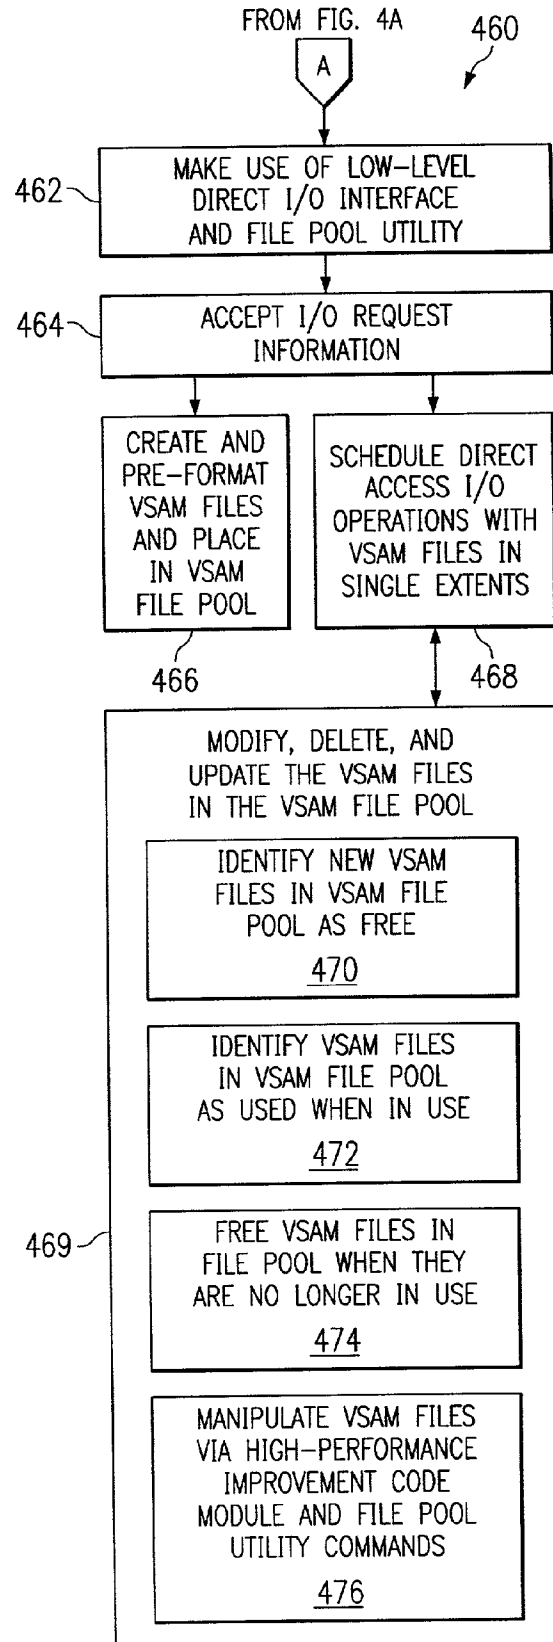 FROM FIG. 4A
A
460
MAKE USE OF LOW-LEVEL
DIRECT I/O INTERFACE
AND FILE POOL UTILITY
462
ACCEPT I/O REQUEST
INFORMATION
464
CREATE AND
PRE-FORMAT
VSAM FILES
AND PLACE
IN VSAM
FILE POOL
466
SCHEDULE DIRECT
ACCESS I/O
OPERATIONS WITH
VSAM FILES IN
SINGLE EXTENTS
468
MODIFY, DELETE, AND
UPDATE THE VSAM FILES
IN THE VSAM FILE POOL
IDENTIFY NEW VSAM
FILES IN VSAM FILE
POOL AS FREE
470
IDENTIFY VSAM FILES
IN VSAM FILE POOL
AS USED WHEN IN USE
472
469
FREE VSAM FILES IN
FILE POOL WHEN THEY
ARE NO LONGER IN USE
474
MANIPULATE VSAM FILES
VIA HIGH-PERFORMANCE
IMPROVEMENT CODE
MODULE AND FILE POOL
UTILITY COMMANDS
476